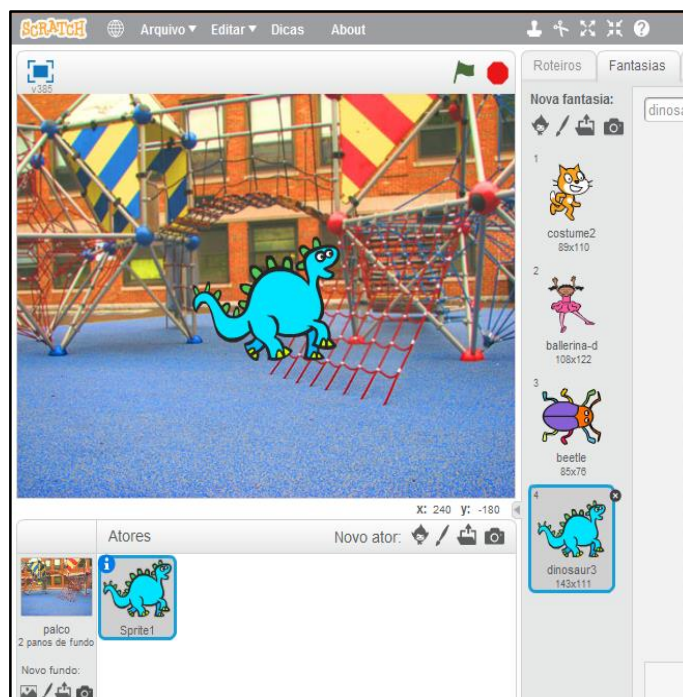 SCRATCH Arquivo Editar Dicas About
v385
Roteiros Fantasias
Nova fantasia:
dinosa
1
costume2
89x110
2
ballerina-d
108x122
3
beetle
85x76
4
dinosaur3
143x111
x: 240 y: -180
Atores Novo ator:
Sprite1
palco
2 panos de fundo
Novo fundo: